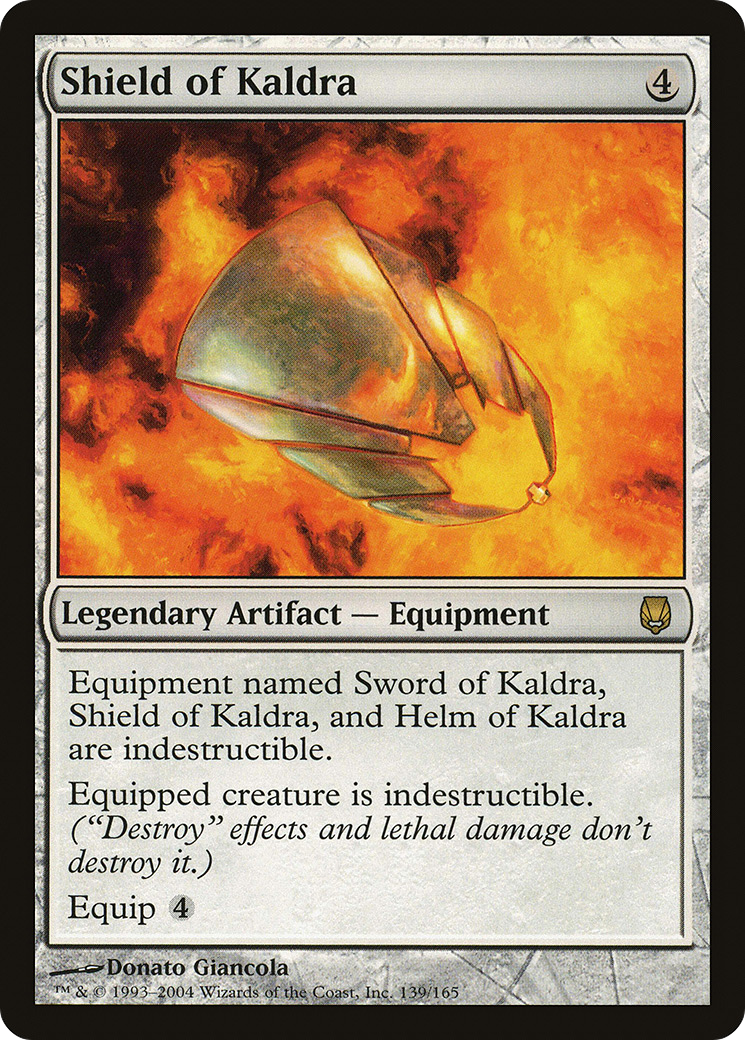 Shield of Kaldra
4
Legendary Artifact — Equipment
Equipment named Sword of Kaldra,
Shield of Kaldra, and Helm of Kaldra
are indestructible.
Equipped creature is indestructible.
(“Destroy” effects and lethal damage don’t
destroy it.)
Equip 4
Donato Giancola
™ & © 1993–2004 Wizards of the Coast, Inc. 139/165